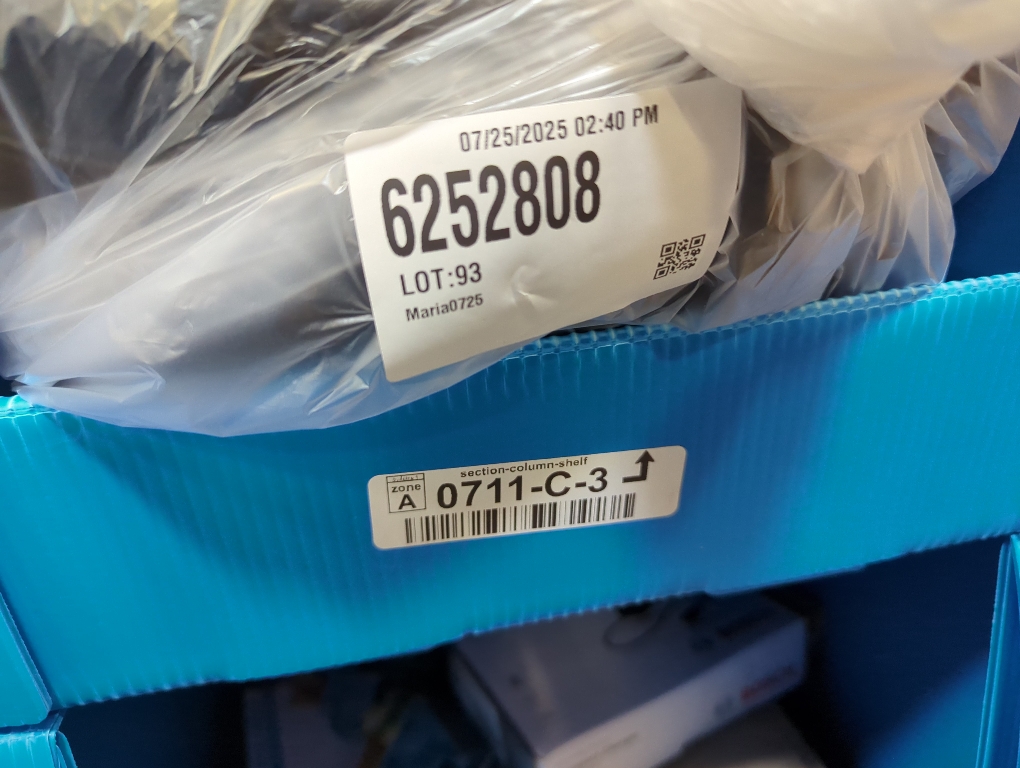 07/25/2025 02:40 PM
6252808
LOT:93
Maria0725
section-column-shelf
zone
A
0711-C-3